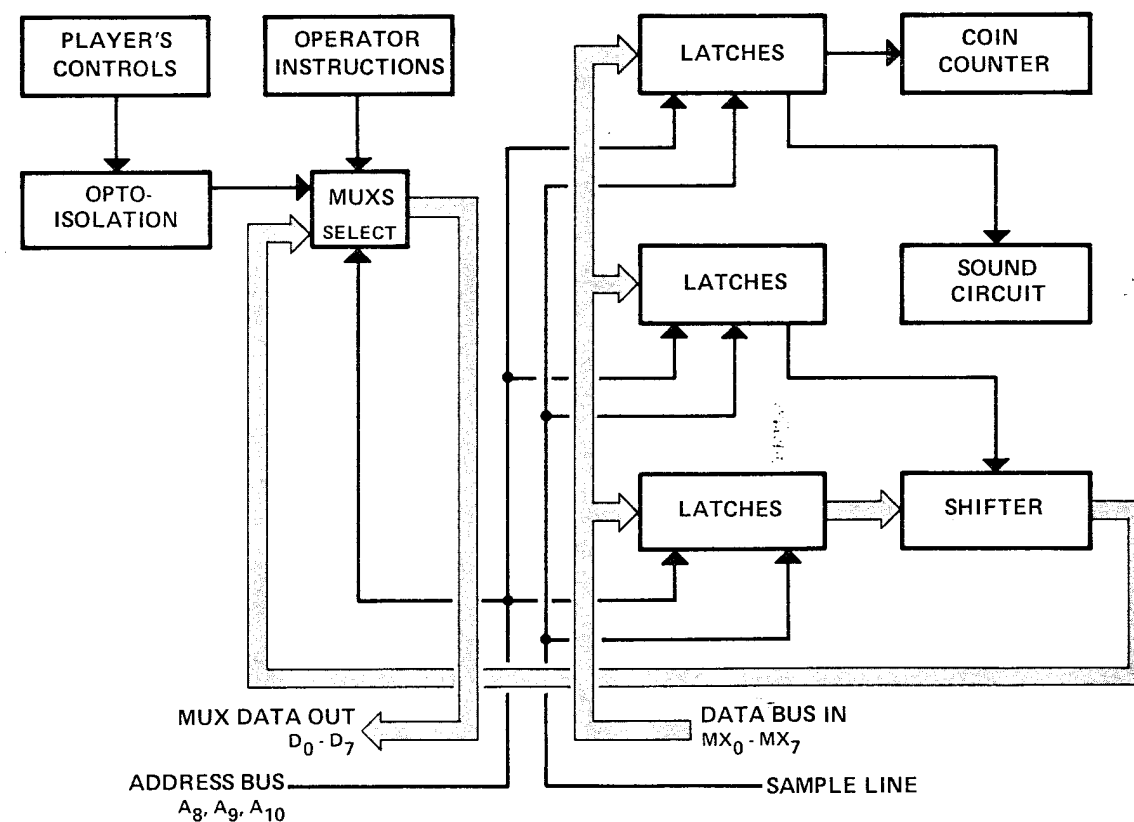 PLAYER'S
CONTROLS
OPERATOR
INSTRUCTIONS
LATCHES
COIN
COUNTER
OPTO-
ISOLATION
MUXS
SELECT
LATCHES
SOUND
CIRCUIT
LATCHES
SHIFTER
MUX DATA OUT
D0 - D7
DATA BUS IN
MX0 - MX7
ADDRESS BUS
A8, A9, A10
SAMPLE LINE